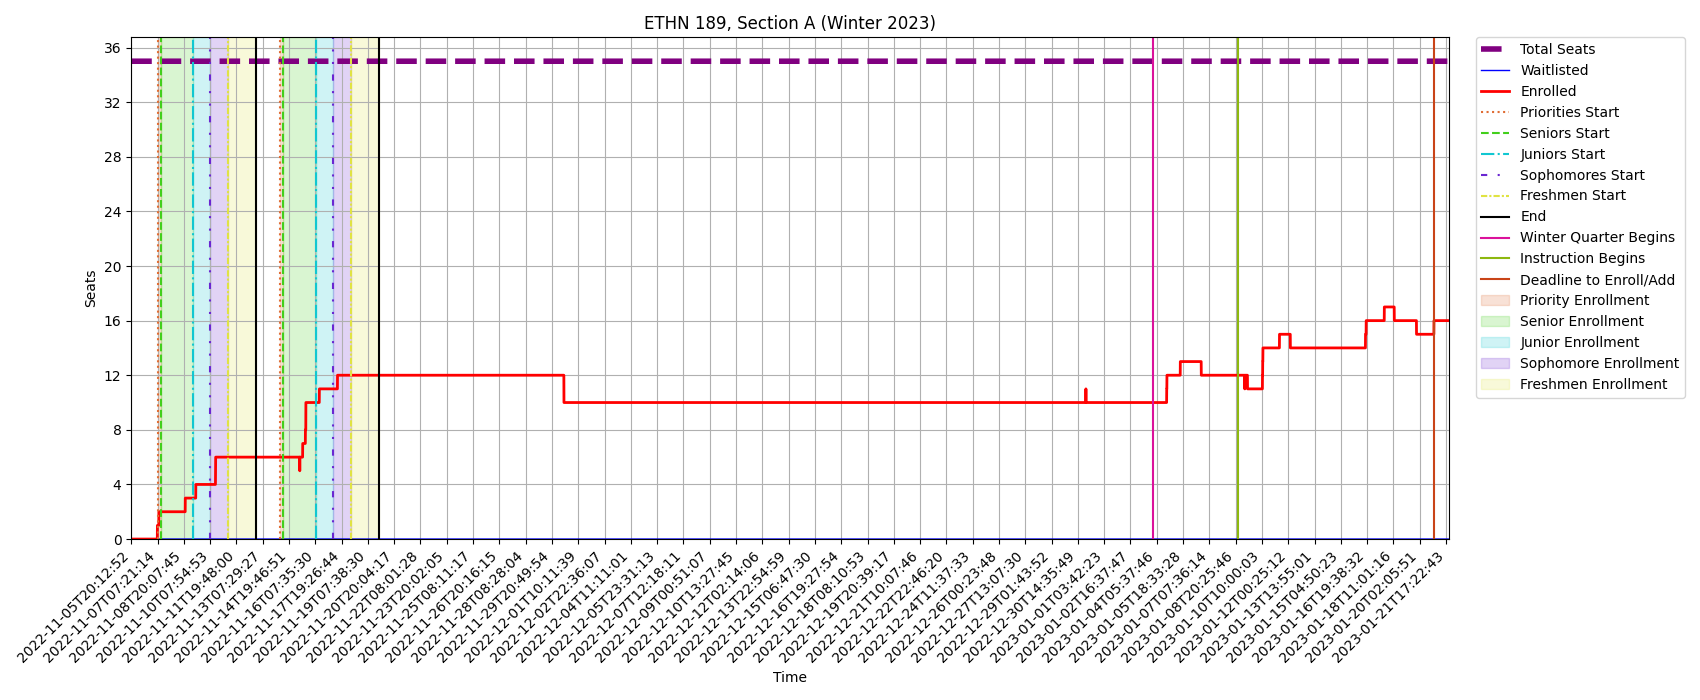 ETHN 189, Section A (Winter 2023)
Seats
36
32
28
24
20
16
12
8
4
0
2022-11-05T20:12:52
2022-11-07T07:21:14
2022-11-08T20:07:45
2022-11-10T07:54:53
2022-11-11T19:48:00
2022-11-13T07:29:27
2022-11-14T19:46:51
2022-11-16T07:35:30
2022-11-17T19:26:44
2022-11-19T07:38:30
2022-11-20T20:04:17
2022-11-22T08:01:28
2022-11-23T20:02:05
2022-11-25T08:11:17
2022-11-26T20:16:15
2022-11-28T08:28:04
2022-11-29T20:49:54
2022-12-01T10:11:39
2022-12-02T22:36:07
2022-12-04T11:11:01
2022-12-05T23:31:13
2022-12-07T12:18:11
2022-12-09T00:51:07
2022-12-10T13:27:45
2022-12-12T02:14:06
2022-12-13T22:54:59
2022-12-15T06:47:30
2022-12-16T19:27:54
2022-12-18T08:10:53
2022-12-19T20:39:17
2022-12-21T10:07:46
2022-12-22T22:46:20
2022-12-24T11:37:33
2022-12-26T00:23:48
2022-12-27T13:07:30
2022-12-29T01:43:52
2022-12-30T14:35:49
2023-01-01T03:42:23
2023-01-02T16:37:47
2023-01-04T05:37:46
2023-01-05T18:33:28
2023-01-07T07:36:14
2023-01-08T20:25:46
2023-01-10T10:00:03
2023-01-12T00:25:12
2023-01-13T13:55:01
2023-01-15T04:50:23
2023-01-16T19:38:32
2023-01-18T11:01:16
2023-01-20T02:05:51
2023-01-21T17:22:43
Time
Total Seats
Waitlisted
Enrolled
Priorities Start
Seniors Start
Juniors Start
Sophomores Start
Freshmen Start
End
Winter Quarter Begins
Instruction Begins
Deadline to Enroll/Add
Priority Enrollment
Senior Enrollment
Junior Enrollment
Sophomore Enrollment
Freshmen Enrollment